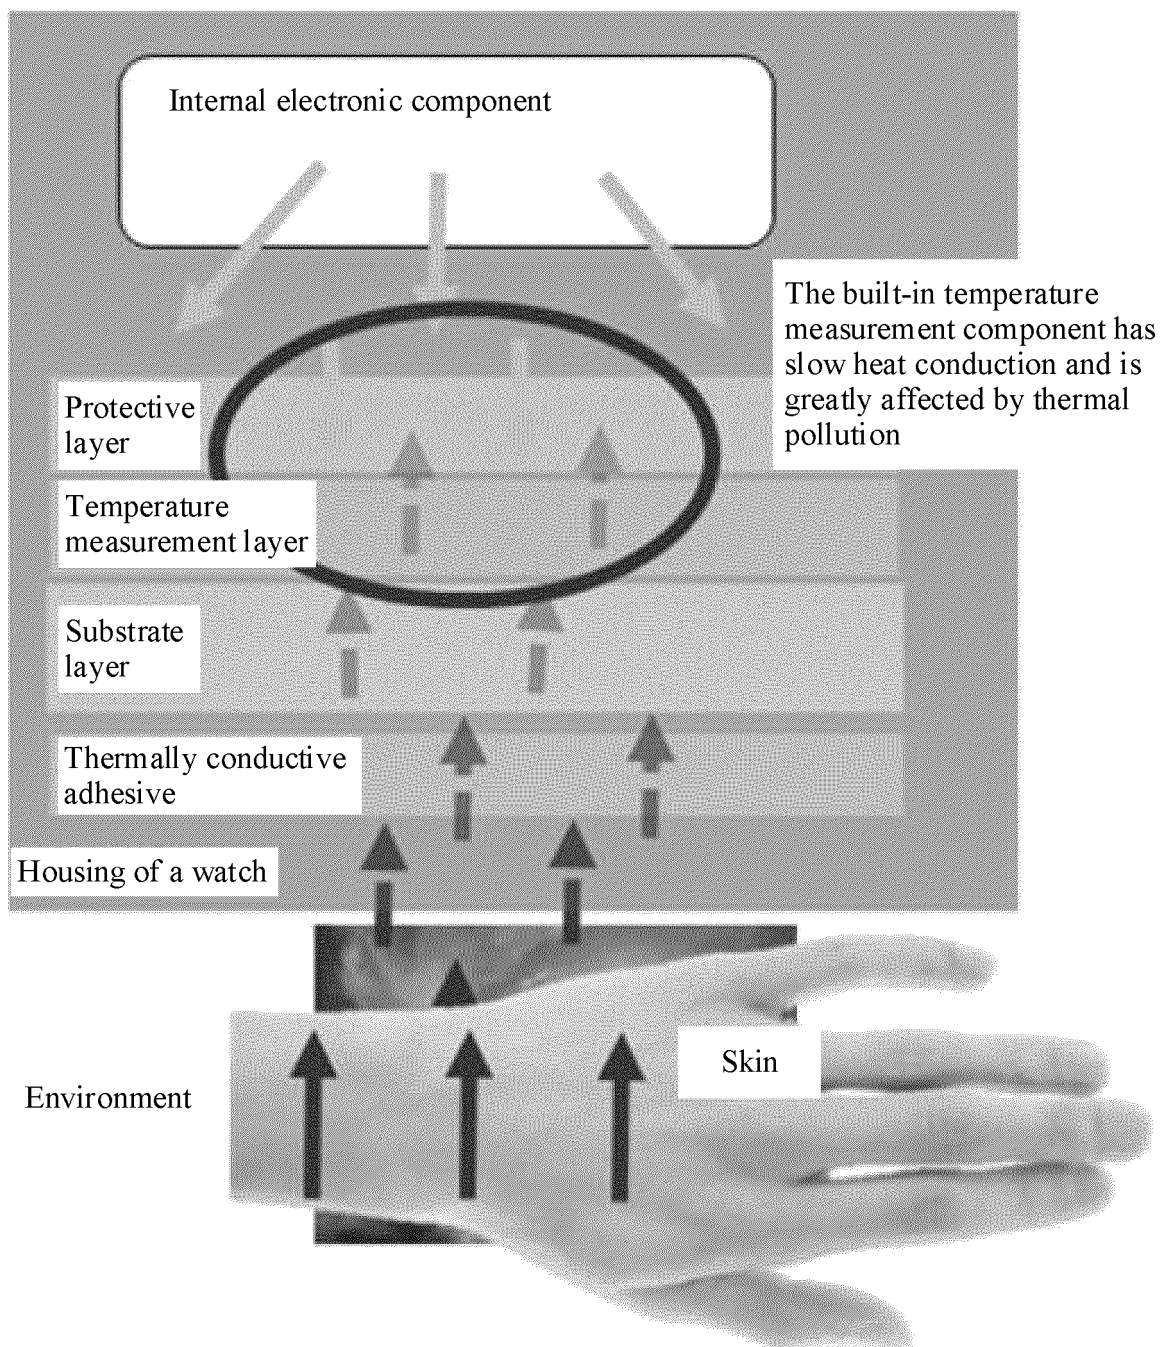 Internal electronic component
The built-in temperature
measurement component has
slow heat conduction and is
greatly affected by thermal
pollution
Protective
layer
Temperature
measurement layer
Substrate
layer
Thermally conductive
adhesive
Housing of a watch
Skin
Environment